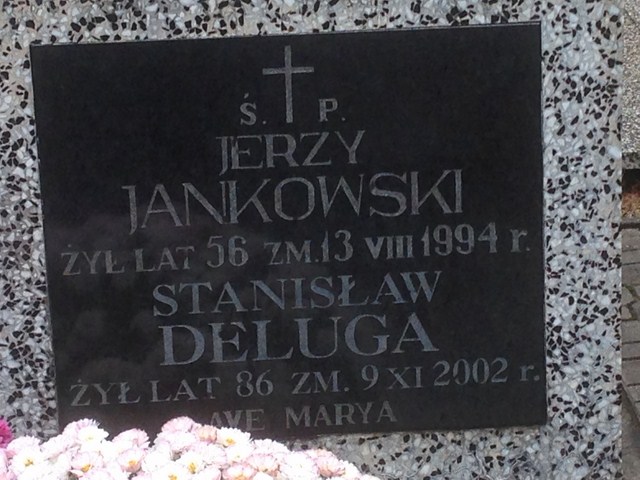 Ś. P.
JERZY
JANKOWSKI
ŻYŁ LAT 56 ZM. 13 VIII 1994 r.
STANISŁAW
DELUGA
ŻYŁ LAT 86 ZM. 9 XI 2002 r.
AVE MARYA